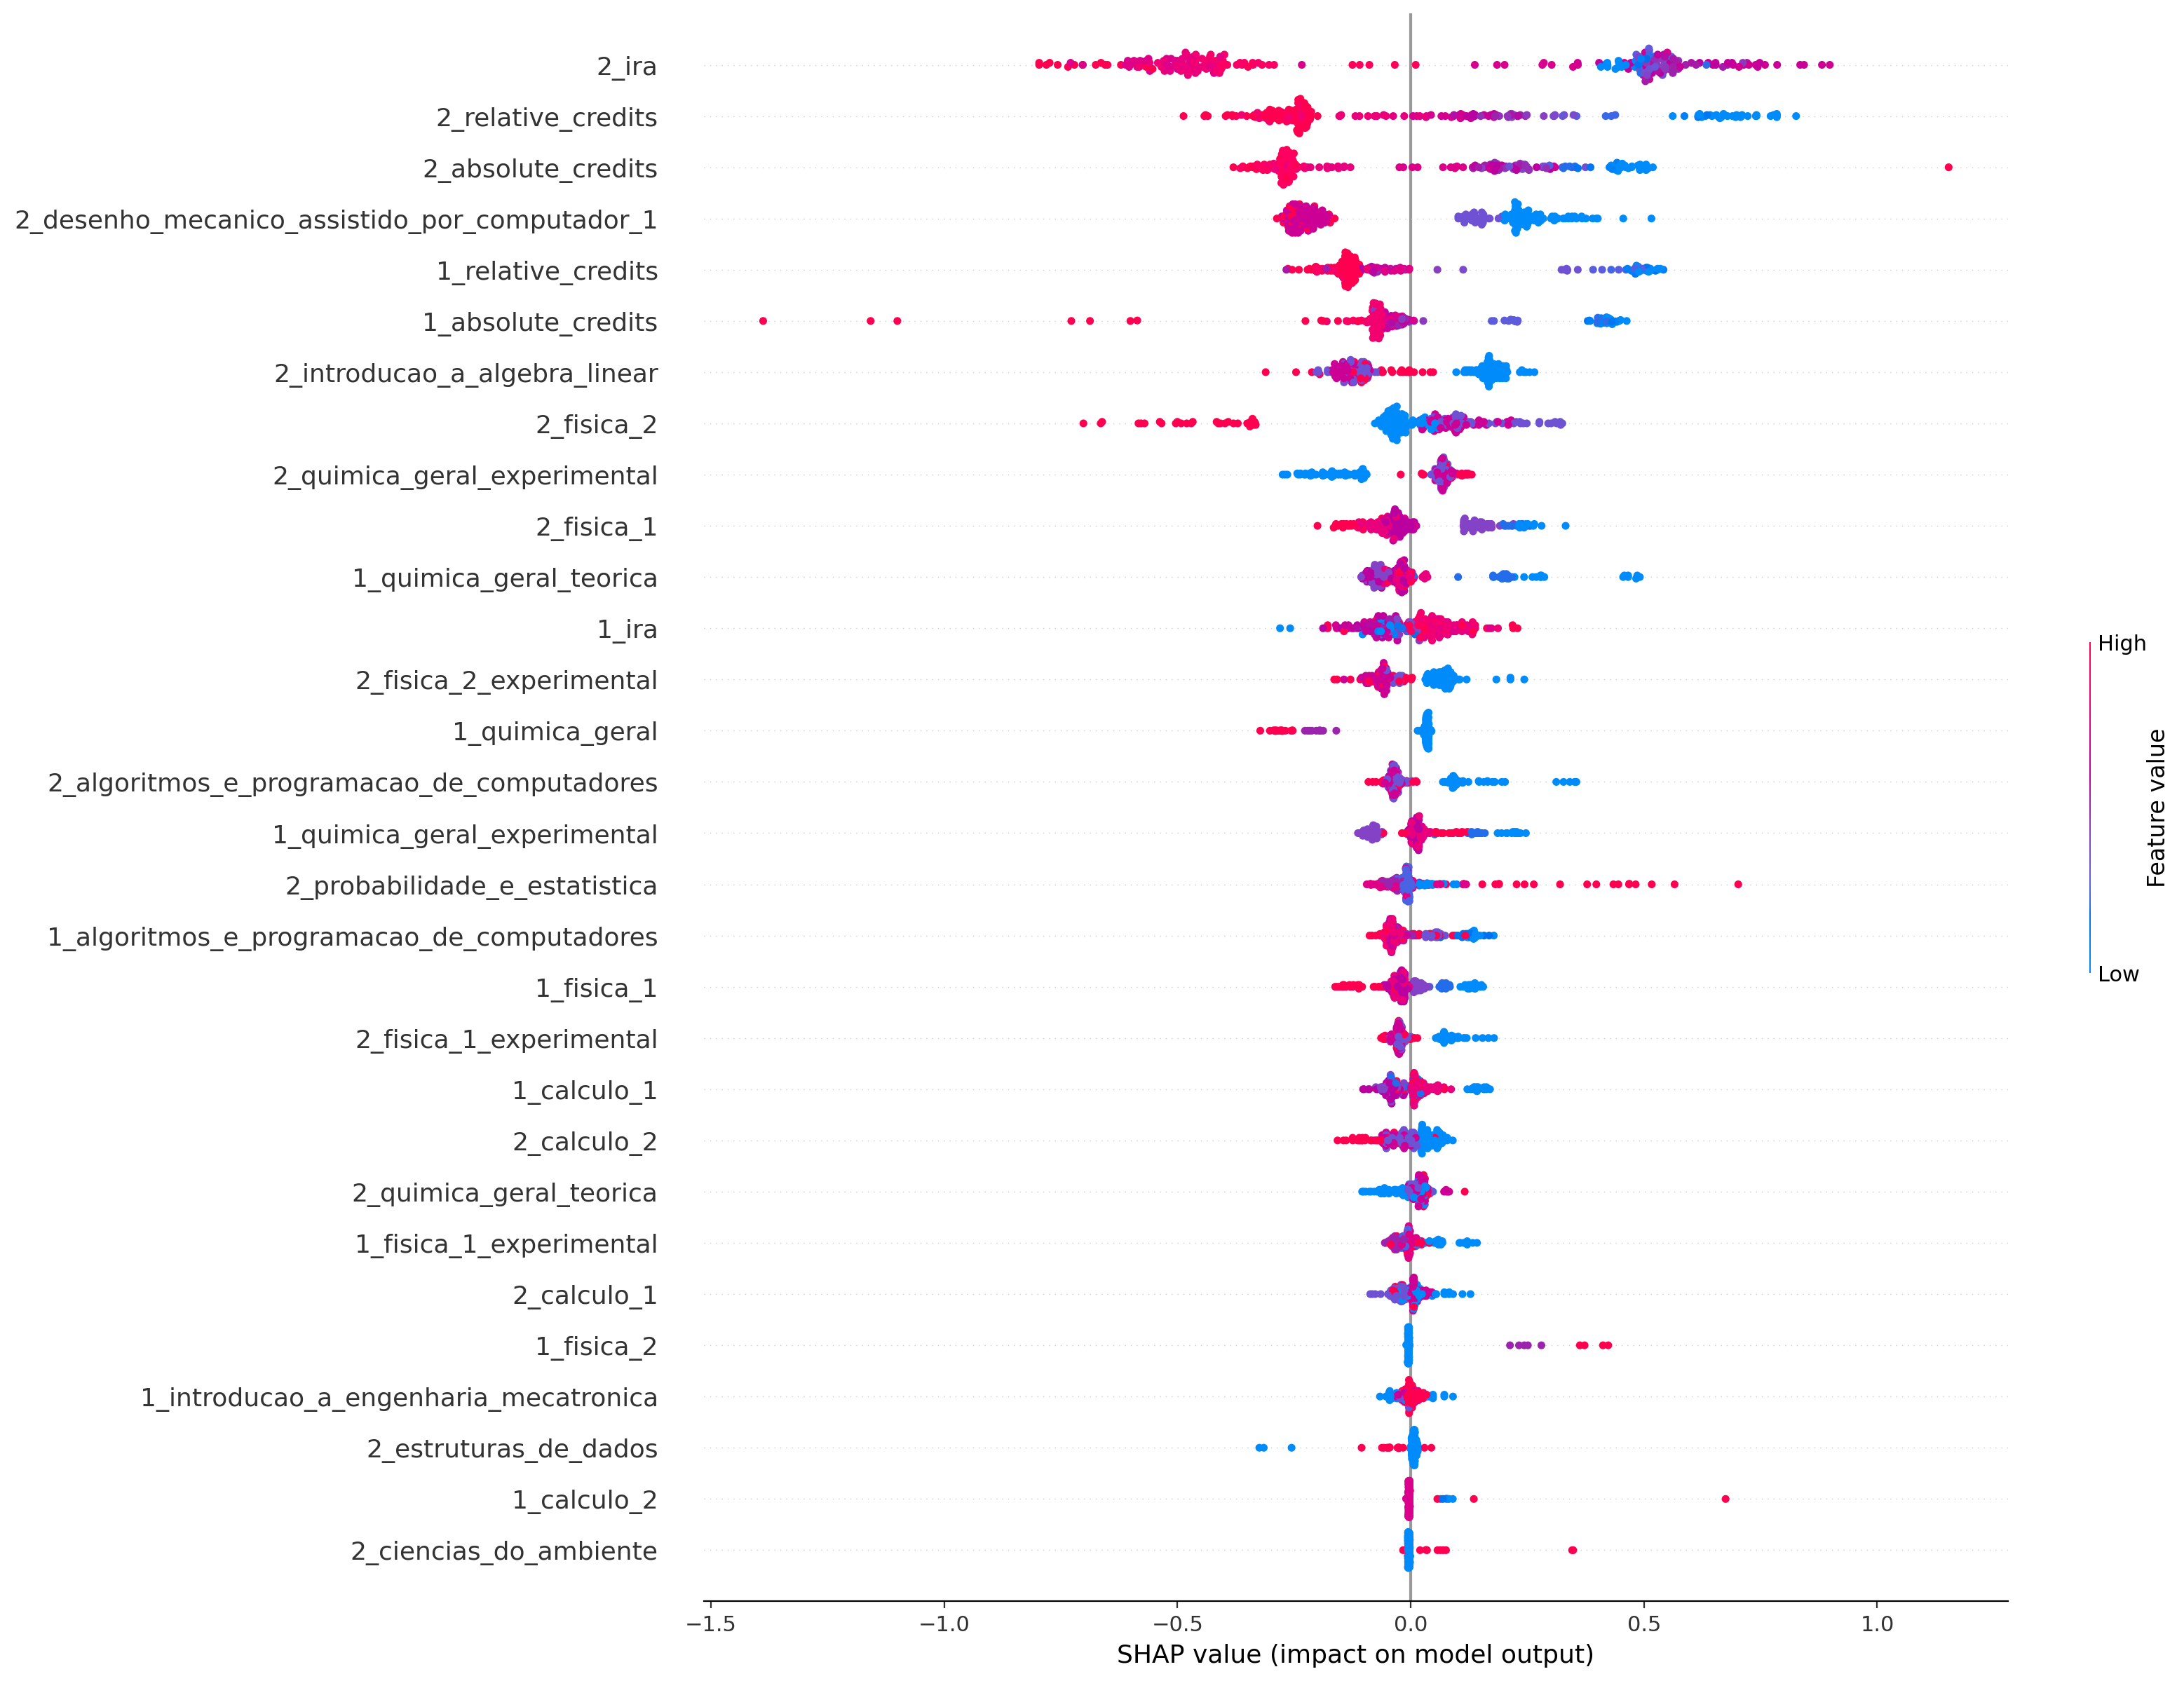 2_ira
2_relative_credits
2_absolute_credits
2_desenho_mecanico_assistido_por_computador_1
1_relative_credits
1_absolute_credits
2_introducao_a_algebra_linear
2_fisica_2
2_quimica_geral_experimental
2_fisica_1
1_quimica_geral_teorica
1_ira
2_fisica_2_experimental
1_quimica_geral
2_algoritmos_e_programacao_de_computadores
1_quimica_geral_experimental
2_probabilidade_e_estatistica
1_algoritmos_e_programacao_de_computadores
1_fisica_1
2_fisica_1_experimental
1_calculo_1
2_calculo_2
2_quimica_geral_teorica
1_fisica_1_experimental
2_calculo_1
1_fisica_2
1_introducao_a_engenharia_mecatronica
2_estruturas_de_dados
1_calculo_2
2_ciencias_do_ambiente
−1.5 −1.0 −0.5 0.0 0.5 1.0
SHAP value (impact on model output)
High
Feature value
Low